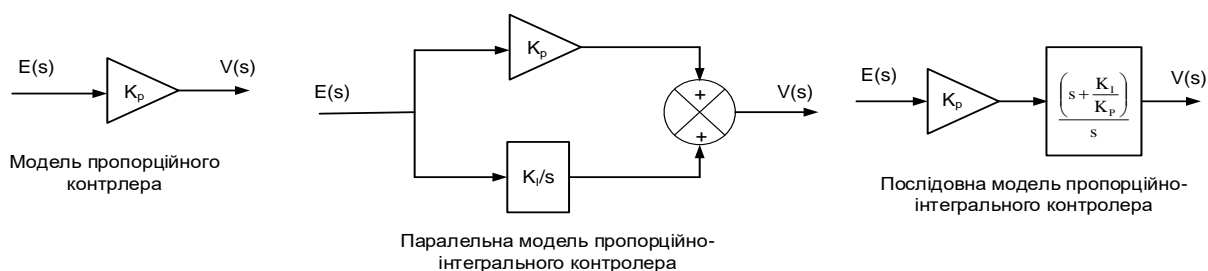 E(s)
K_p
V(s)
Модель пропорційного
контрлера
E(s)
K_p
K_I/s
+
+
V(s)
Паралельна модель пропорційно-
інтегрального контролера
E(s)
K_p
(s + K_I/K_P)
s
V(s)
Послідовна модель пропорційно-
інтегрального контролера